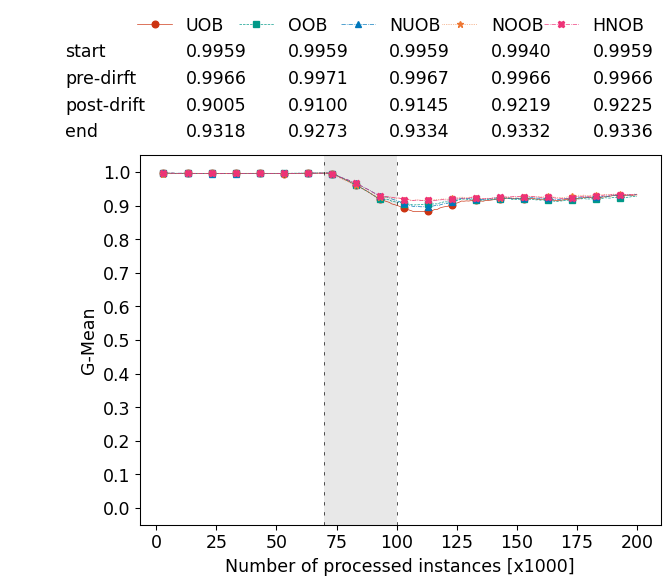 UOB OOB NUOB NOOB HNOB
start 0.9959 0.9959 0.9959 0.9940 0.9959
pre-dirft 0.9966 0.9971 0.9967 0.9966 0.9966
post-drift 0.9005 0.9100 0.9145 0.9219 0.9225
end 0.9318 0.9273 0.9334 0.9332 0.9336
1.0
0.9
0.8
0.7
0.6
0.5
0.4
0.3
0.2
0.1
0.0
G-Mean
0 25 50 75 100 125 150 175 200
Number of processed instances [x1000]